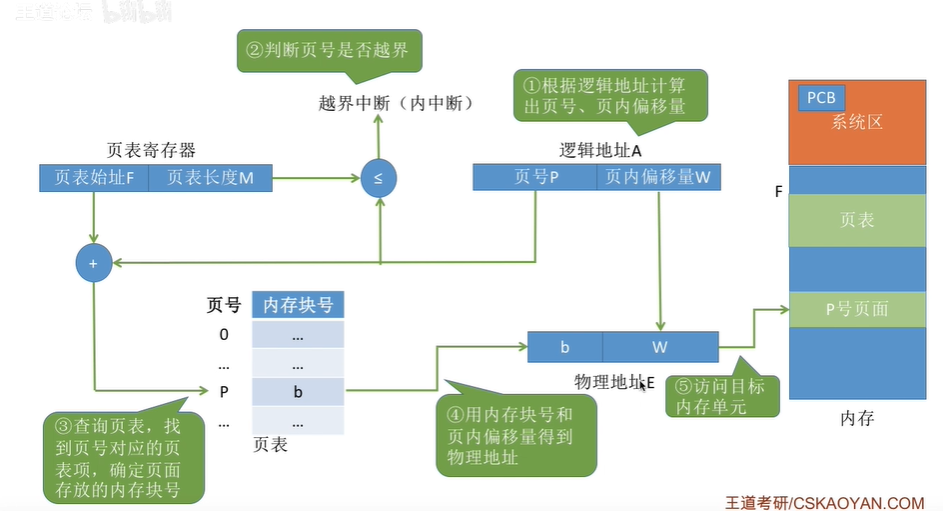 bilibili
②判断页号是否越界
越界中断（内中断）
①根据逻辑地址计算
出页号、页内偏移量
PCB
系统区
页表寄存器
页表始址F 页表长度M
≤
逻辑地址A
页号P 页内偏移量W
F
页表
+
页号 内存块号
0 ...
... ...
P b
... ...
页表
P号页面
b W
物理地址E
③查询页表，找
到页号对应的页
表项，确定页面
存放的内存块号
④用内存块号和
页内偏移量得到
物理地址
⑤访问目标
内存单元
内存
王道考研/CSKAOYAN.COM